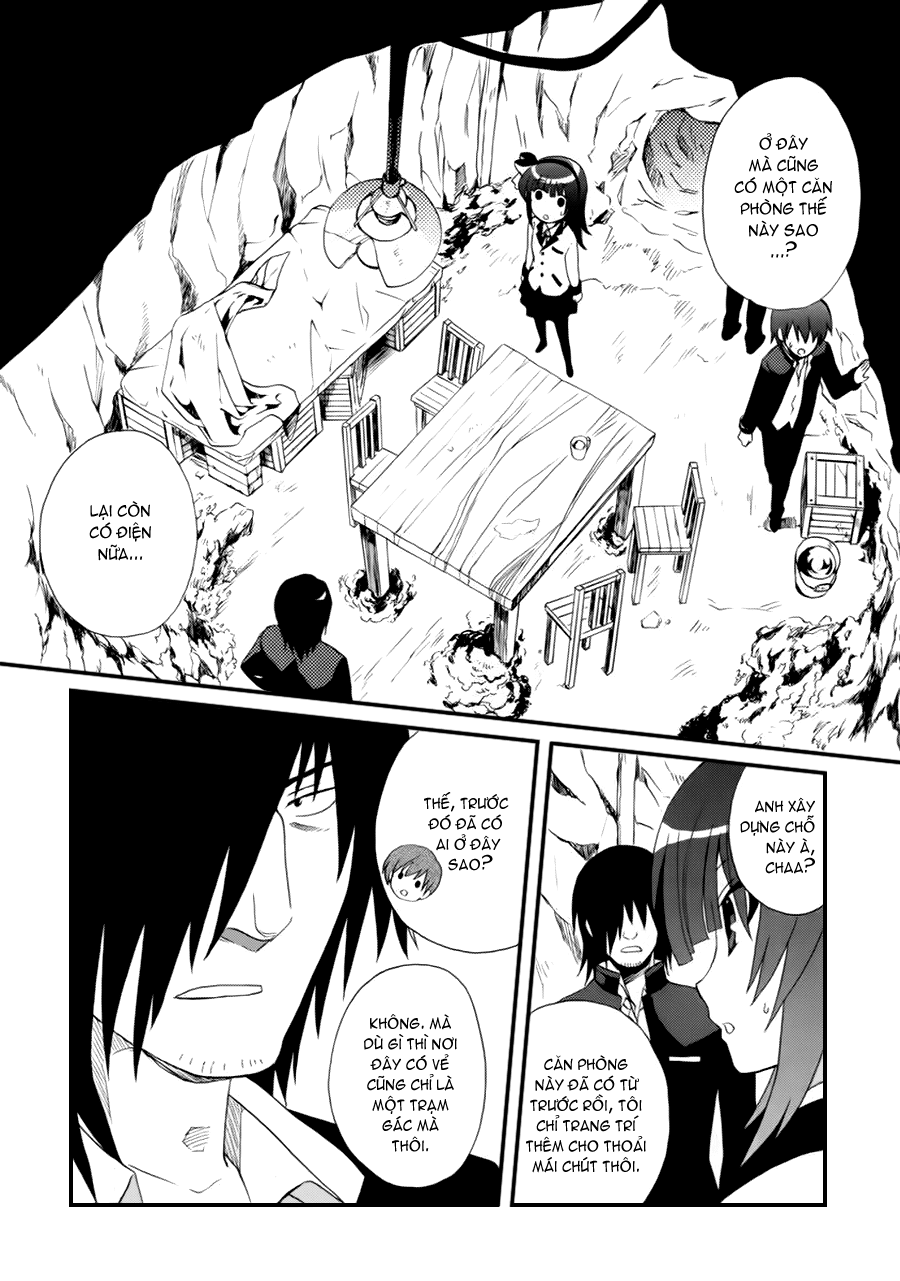 Ở ĐÂY
MÀ CŨNG
CÓ MỘT CĂN
PHÒNG THẾ
NÀY SAO
...?
LẠI CÒN
CÓ ĐIỆN
NỮA...
ANH XÂY
DỰNG CHỖ
NÀY À,
CHAA?
CĂN PHÒNG
NÀY ĐÃ CÓ TỪ
TRƯỚC RỒI, TÔI
CHỈ TRANG TRÍ
THÊM CHO THOẢI
MÁI CHÚT THÔI.
THẾ, TRƯỚC
ĐÓ ĐÃ CÓ
AI Ở ĐÂY
SAO?
KHÔNG. MÀ
DÙ GÌ THÌ NƠI
ĐÂY CÓ VẺ
CŨNG CHỈ LÀ
MỘT TRẠM
GÁC MÀ
THÔI.